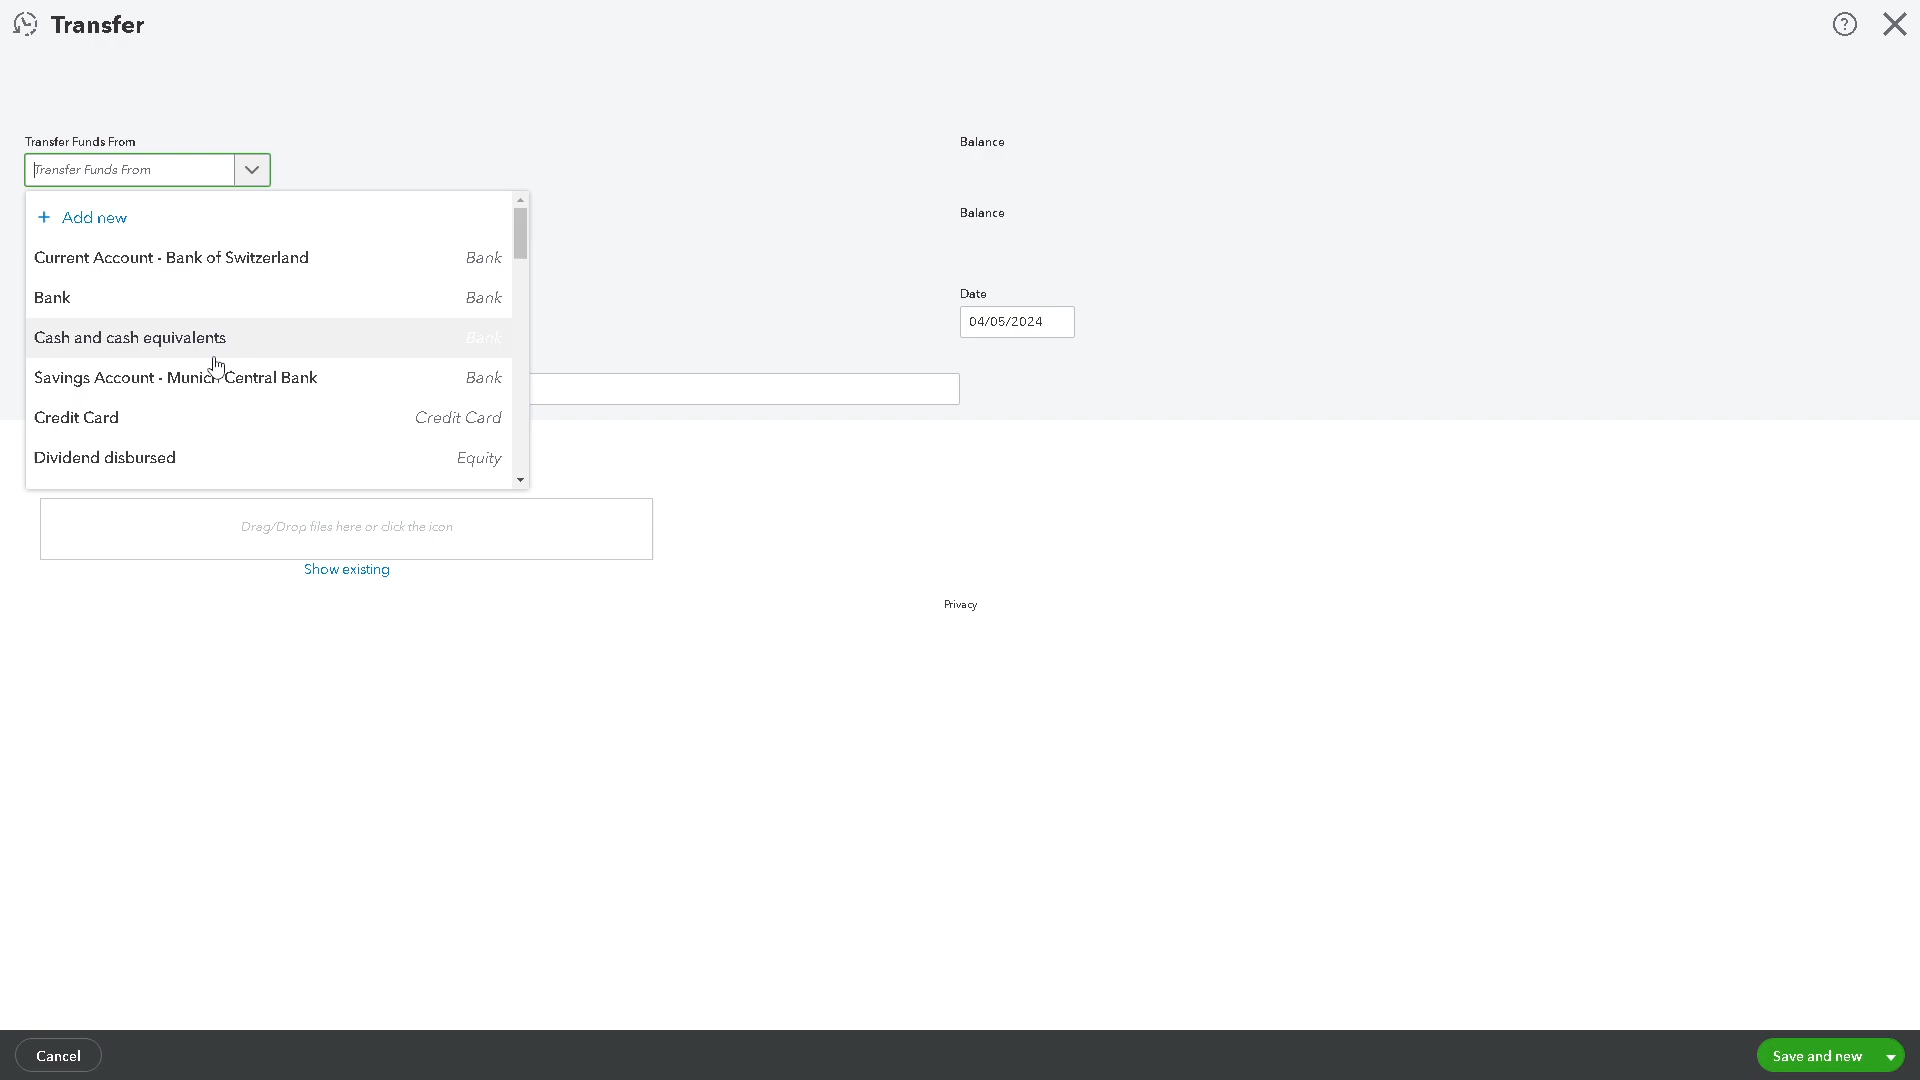 Transfer
Transfer Funds From
Balance
Transfer Funds From
+ Add new
Balance
Current Account - Bank of Switzerland Bank
Bank Bank
Date
Cash and cash equivalents Bank
04/05/2024
Savings Account - Munich Central Bank Bank
Credit Card Credit Card
Dividend disbursed Equity
Drag/Drop files here or click the icon
Show existing
Privacy
Cancel
Save and new